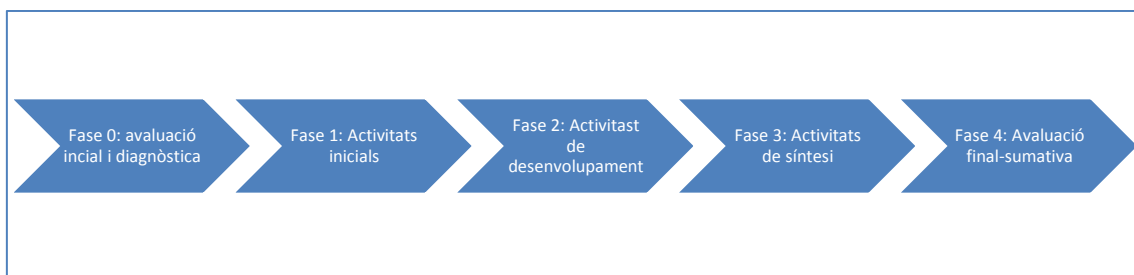 Fase 0: avaluació
incial i diagnòstica
Fase 1: Activitats
inicials
Fase 2: Activitast
de
desenvolupament
Fase 3: Activitats
de síntesi
Fase 4: Avaluació
final-sumativa